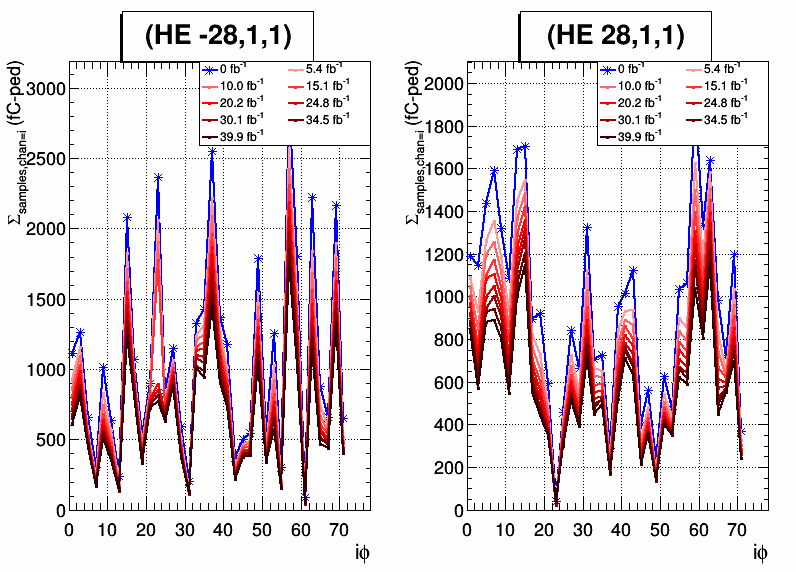 (HE -28,1,1)
Σsamples,chan=i (fC-ped)
0 fb-1 5.4 fb-1
10.0 fb-1 15.1 fb-1
20.2 fb-1 24.8 fb-1
30.1 fb-1 34.5 fb-1
39.9 fb-1
3000
2500
2000
1500
1000
500
0
0 10 20 30 40 50 60 70
iϕ
(HE 28,1,1)
Σsamples,chan=i (fC-ped)
0 fb-1 5.4 fb-1
10.0 fb-1 15.1 fb-1
20.2 fb-1 24.8 fb-1
30.1 fb-1 34.5 fb-1
39.9 fb-1
2000
1800
1600
1400
1200
1000
800
600
400
200
0
0 10 20 30 40 50 60 70
iϕ